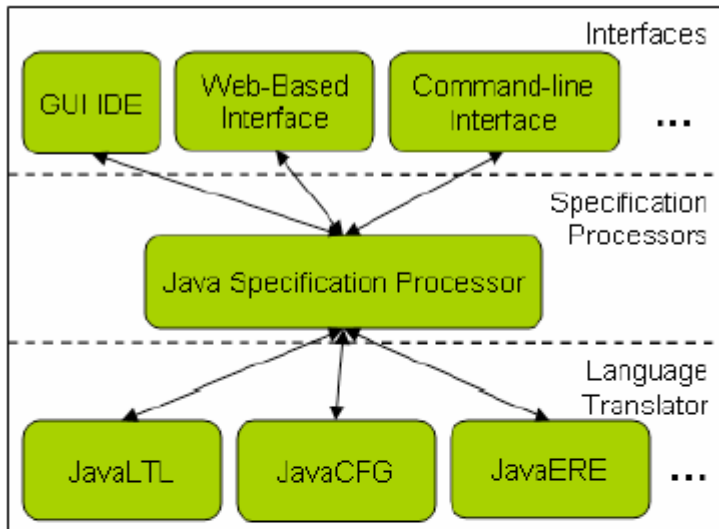 Interfaces
GUI IDE
Web-Based
Interface
Command-line
Interface
...
Specification
Processors
Java Specification Processor
Language
Translator
JavaLTL
JavaCFG
JavaERE
...